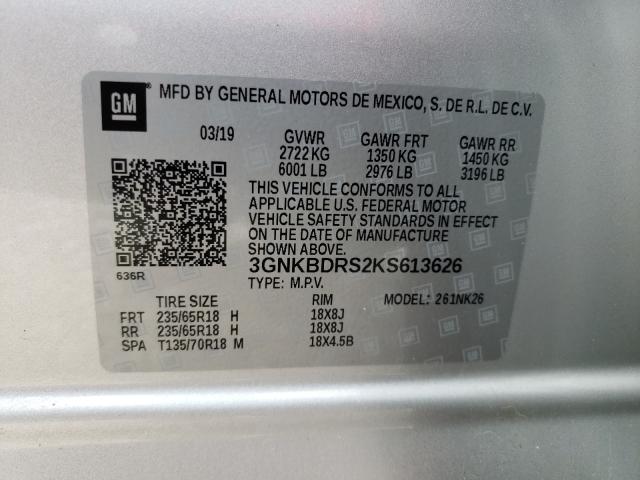 GM
MFD BY GENERAL MOTORS DE MEXICO, S. DE R.L. DE C.V.
03/19 GVWR GAWR FRT GAWR RR
2722 KG 1350 KG 1450 KG
6001 LB 2976 LB 3196 LB
THIS VEHICLE CONFORMS TO ALL
APPLICABLE U.S. FEDERAL MOTOR
VEHICLE SAFETY STANDARDS IN EFFECT
ON THE DATE OF MANUFACTURE
SHOWN ABOVE.
3GNKBDRS2KS613626
636R TYPE: M.P.V.
TIRE SIZE RIM MODEL: 261NK26
FRT 235/65R18 H 18X8J
RR 235/65R18 H 18X8J
SPA T135/70R18 M 18X4.5B